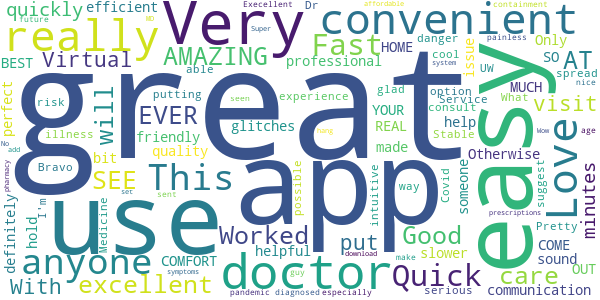 great
app
use
easy
Very
convenient
really
doctor
Love
This
Quick
excellent
anyone
Fast
AMAZING
Virtual
EVER
SEE
Will
Worked
Good
care
put
visit
AT
With
quickly
efficient
BEST
Execellent
Dr
HOME
danger
cool
system
affordable
containment
painless
NO
future
Super
professional
issue
Only
SO
spread
nice
UW
MUCH
option
YOUR
consult
Service
What
glad
able
putting
experience
seen
perfect
risk
illness
friendly
glitches
REAL
help
Stable
Wow
age
No
add
Bravo
bit
quality
made
Otherwise
hung
possible
way
Covid
intuitive
someone
suggest
minutes
definitely
hold
I'm
Medicine
set
sent
pharmacy
COMFORT
helpful
slower
Pretty
COME
sound
OUT
prescriptions
symptoms
guy
download
make
serious
communication
pandemic
diagnosed
especially